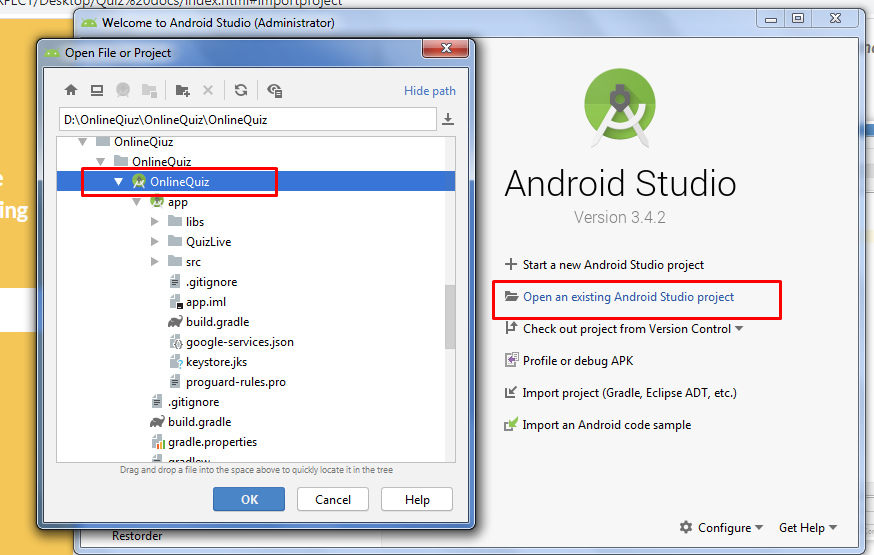 XPECT/Desktop/Quiz%20docs/index.html#importproject
Welcome to Android Studio (Administrator)
Open File or Project
Hide path
D:\OnlineQiuz\OnlineQuiz\OnlineQuiz
OnlineQiuz
OnlineQuiz
OnlineQuiz
app
libs
QuizLive
src
.gitignore
app.iml
build.gradle
google-services.json
keystore.jks
proguard-rules.pro
.gitignore
build.gradle
gradle.properties
gradlew
Drag and drop a file into the space above to quickly locate it in the tree
OK
Cancel
Help
Android Studio
Version 3.4.2
Start a new Android Studio project
Open an existing Android Studio project
Check out project from Version Control
Profile or debug APK
Import project (Gradle, Eclipse ADT, etc.)
Import an Android code sample
Configure
Get Help
Restorder